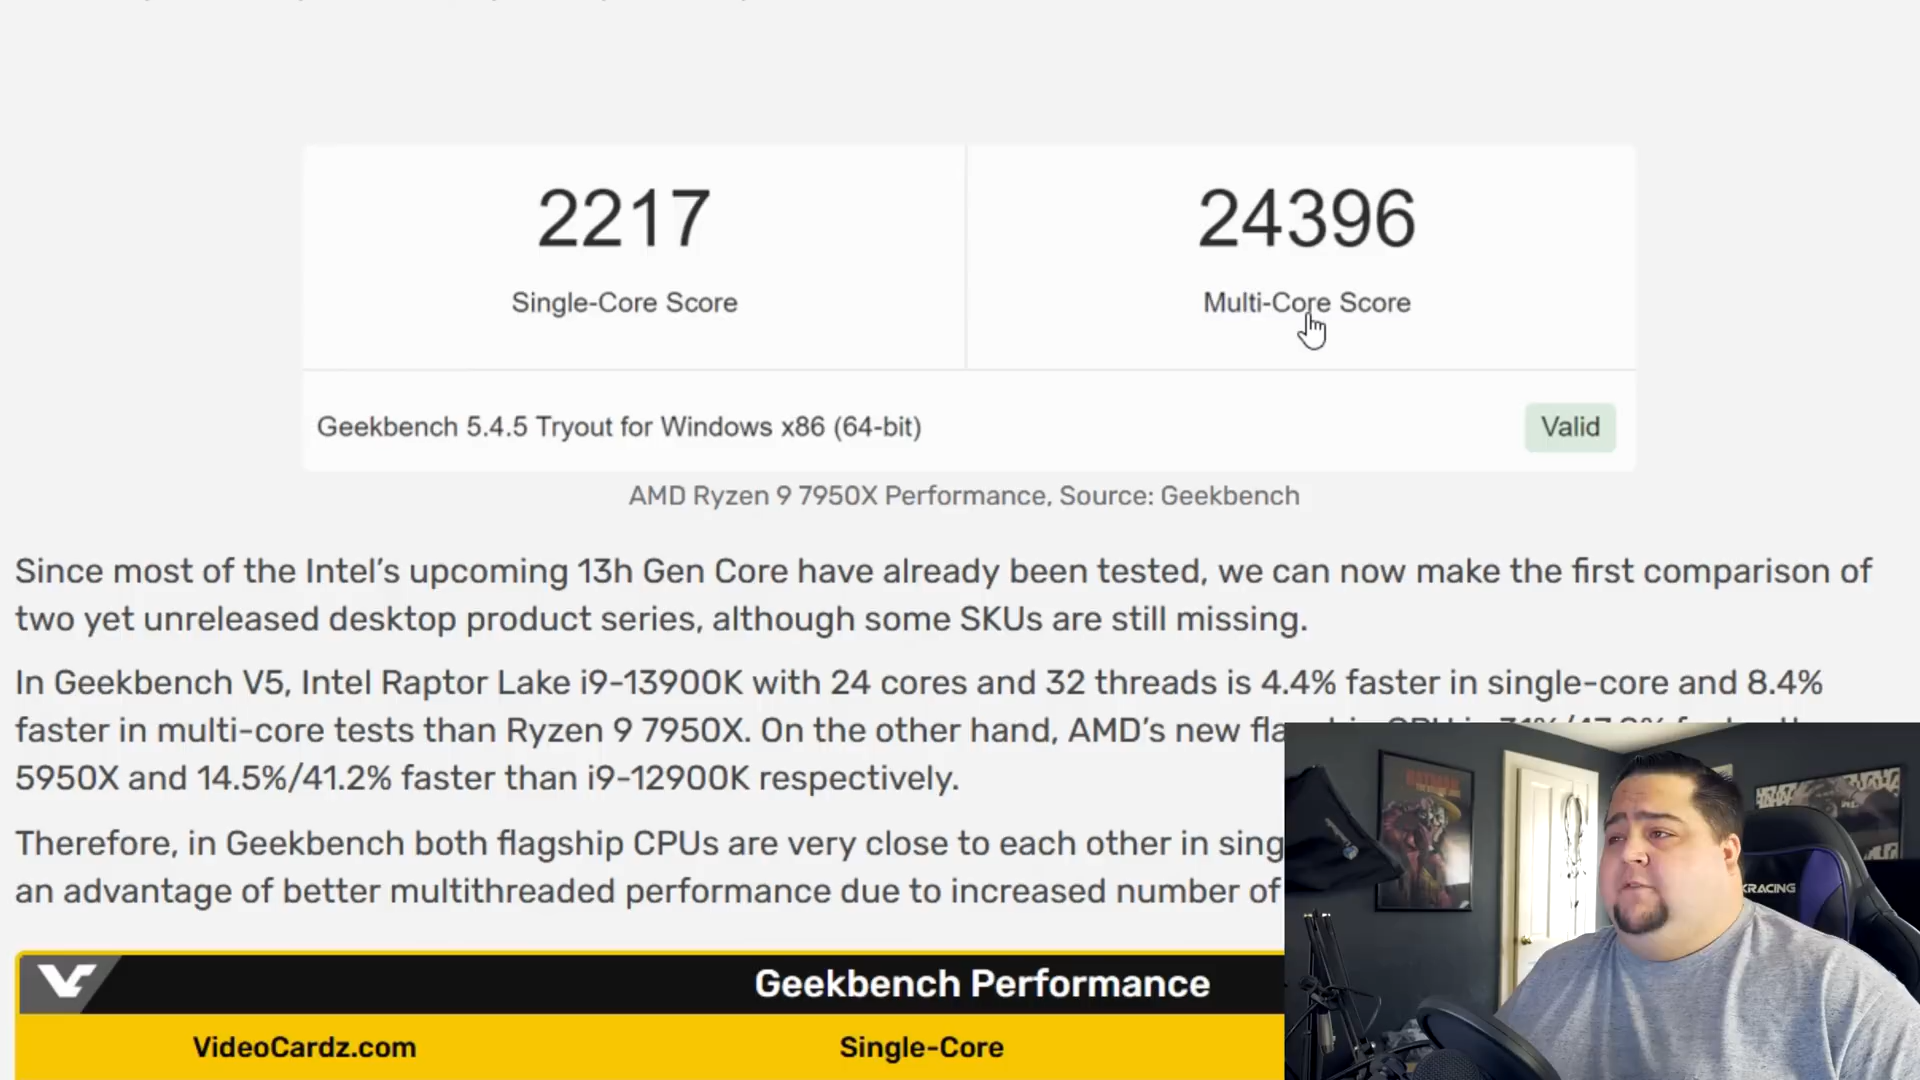 2217
24396
Single-Core Score
Multi-Core Score
Geekbench 5.4.5 Tryout for Windows x86 (64-bit)
Valid
AMD Ryzen 9 7950X Performance, Source: Geekbench
Since most of the Intel’s upcoming 13h Gen Core have already been tested, we can now make the first comparison of
two yet unreleased desktop product series, although some SKUs are still missing.
In Geekbench V5, Intel Raptor Lake i9-13900K with 24 cores and 32 threads is 4.4% faster in single-core and 8.4%
faster in multi-core tests than Ryzen 9 7950X. On the other hand, AMD’s new
5950X and 14.5%/41.2% faster than i9-12900K respectively.
Therefore, in Geekbench both flagship CPUs are very close to each other in
an advantage of better multithreaded performance due to increased number of
Geekbench Performance
VideoCardz.com
Single-Core
KRACING